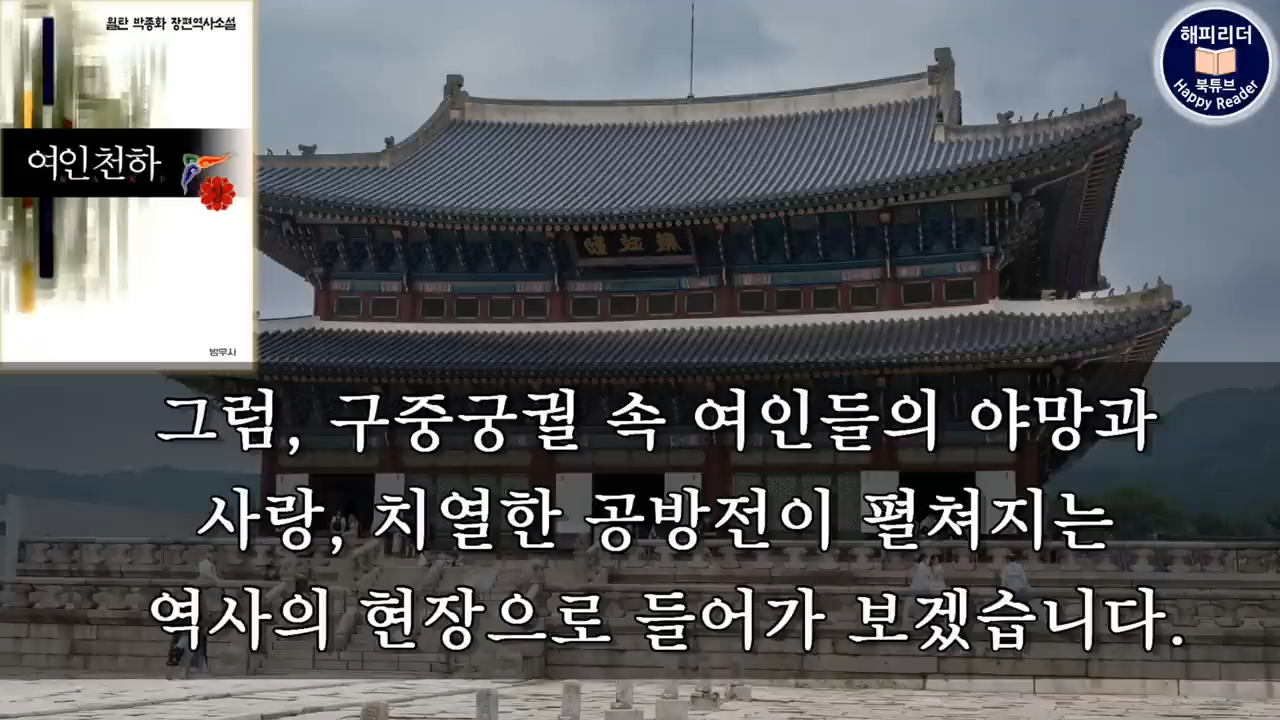 월탄 박종화 장편역사소설
여인천하
범우사
해피리더
북튜브
Happy Reader
그럼, 구중궁궐 속 여인들의 야망과
사랑, 치열한 공방전이 펼쳐지는
역사의 현장으로 들어가 보겠습니다.